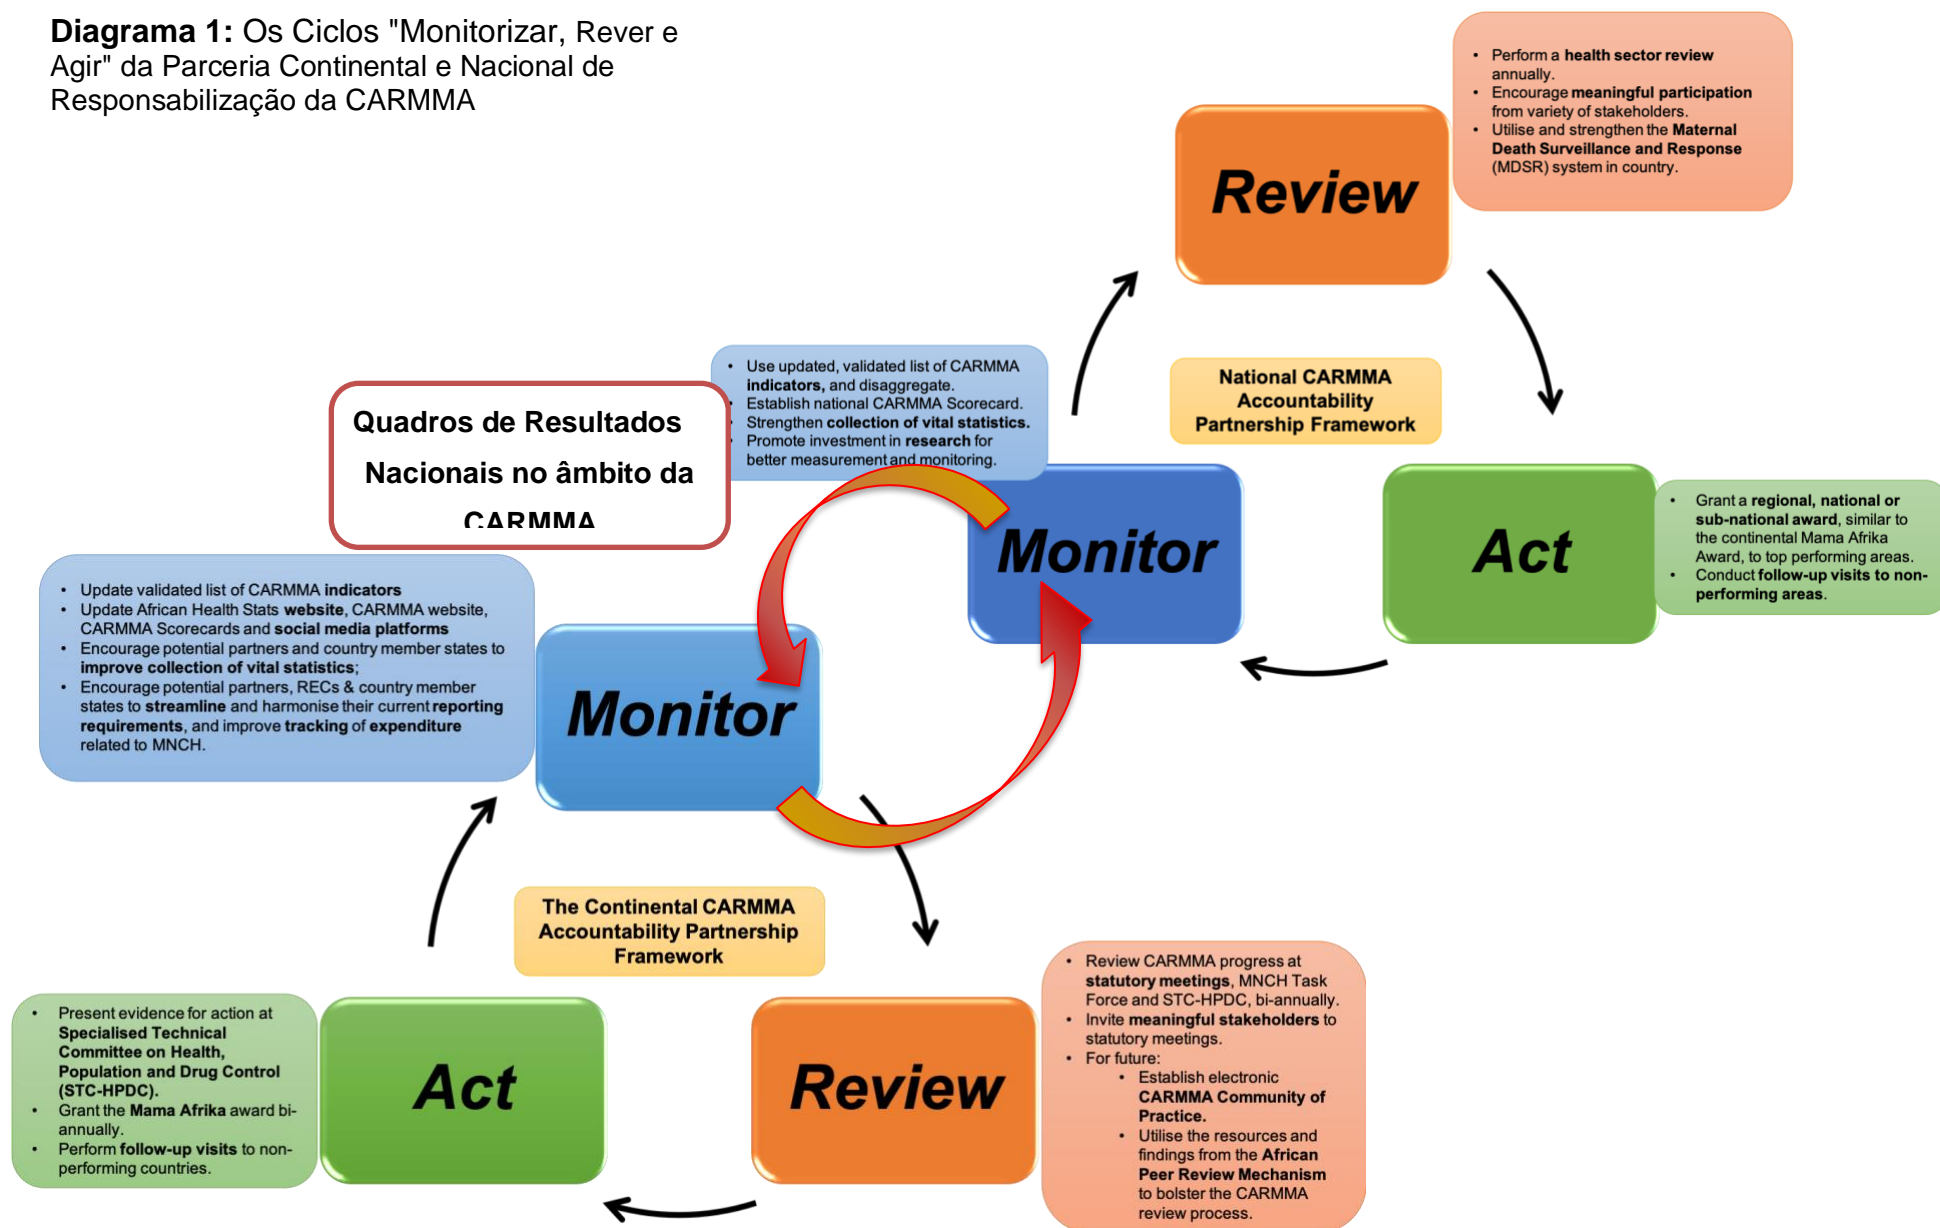 Diagrama 1: Os Ciclos "Monitorizar, Rever e
Agir" da Parceria Continental e Nacional de
Responsabilização da CARMMA
• Perform a health sector review
annually.
• Encourage meaningful participation
from variety of stakeholders.
• Utilise and strengthen the Maternal
Death Surveillance and Response
(MDSR) system in country.
Review
• Use updated, validated list of CARMMA
indicators, and disaggregate.
• Establish national CARMMA Scorecard.
• Strengthen collection of vital statistics.
• Promote investment in research for
better measurement and monitoring.
National CARMMA
Accountability
Partnership Framework
Quadros de Resultados
Nacionais no âmbito da
CARMMA
Monitor
Act
• Grant a regional, national or
sub-national award, similar to
the continental Mama Afrika
Award, to top performing areas.
• Conduct follow-up visits to non-
performing areas.
• Update validated list of CARMMA indicators
• Update African Health Stats website, CARMMA website,
CARMMA Scorecards and social media platforms
• Encourage potential partners and country member states to
improve collection of vital statistics;
• Encourage potential partners, RECs & country member
states to streamline and harmonise their current reporting
requirements, and improve tracking of expenditure
related to MNCH.
Monitor
The Continental CARMMA
Accountability Partnership
Framework
• Present evidence for action at
Specialised Technical
Committee on Health,
Population and Drug Control
(STC-HPDC).
• Grant the Mama Afrika award bi-
annually.
• Perform follow-up visits to non-
performing countries.
Act
Review
• Review CARMMA progress at
statutory meetings, MNCH Task
Force and STC-HPDC, bi-annually.
• Invite meaningful stakeholders to
statutory meetings.
• For future:
• Establish electronic
CARMMA Community of
Practice.
• Utilise the resources and
findings from the African
Peer Review Mechanism
to bolster the CARMMA
review process.